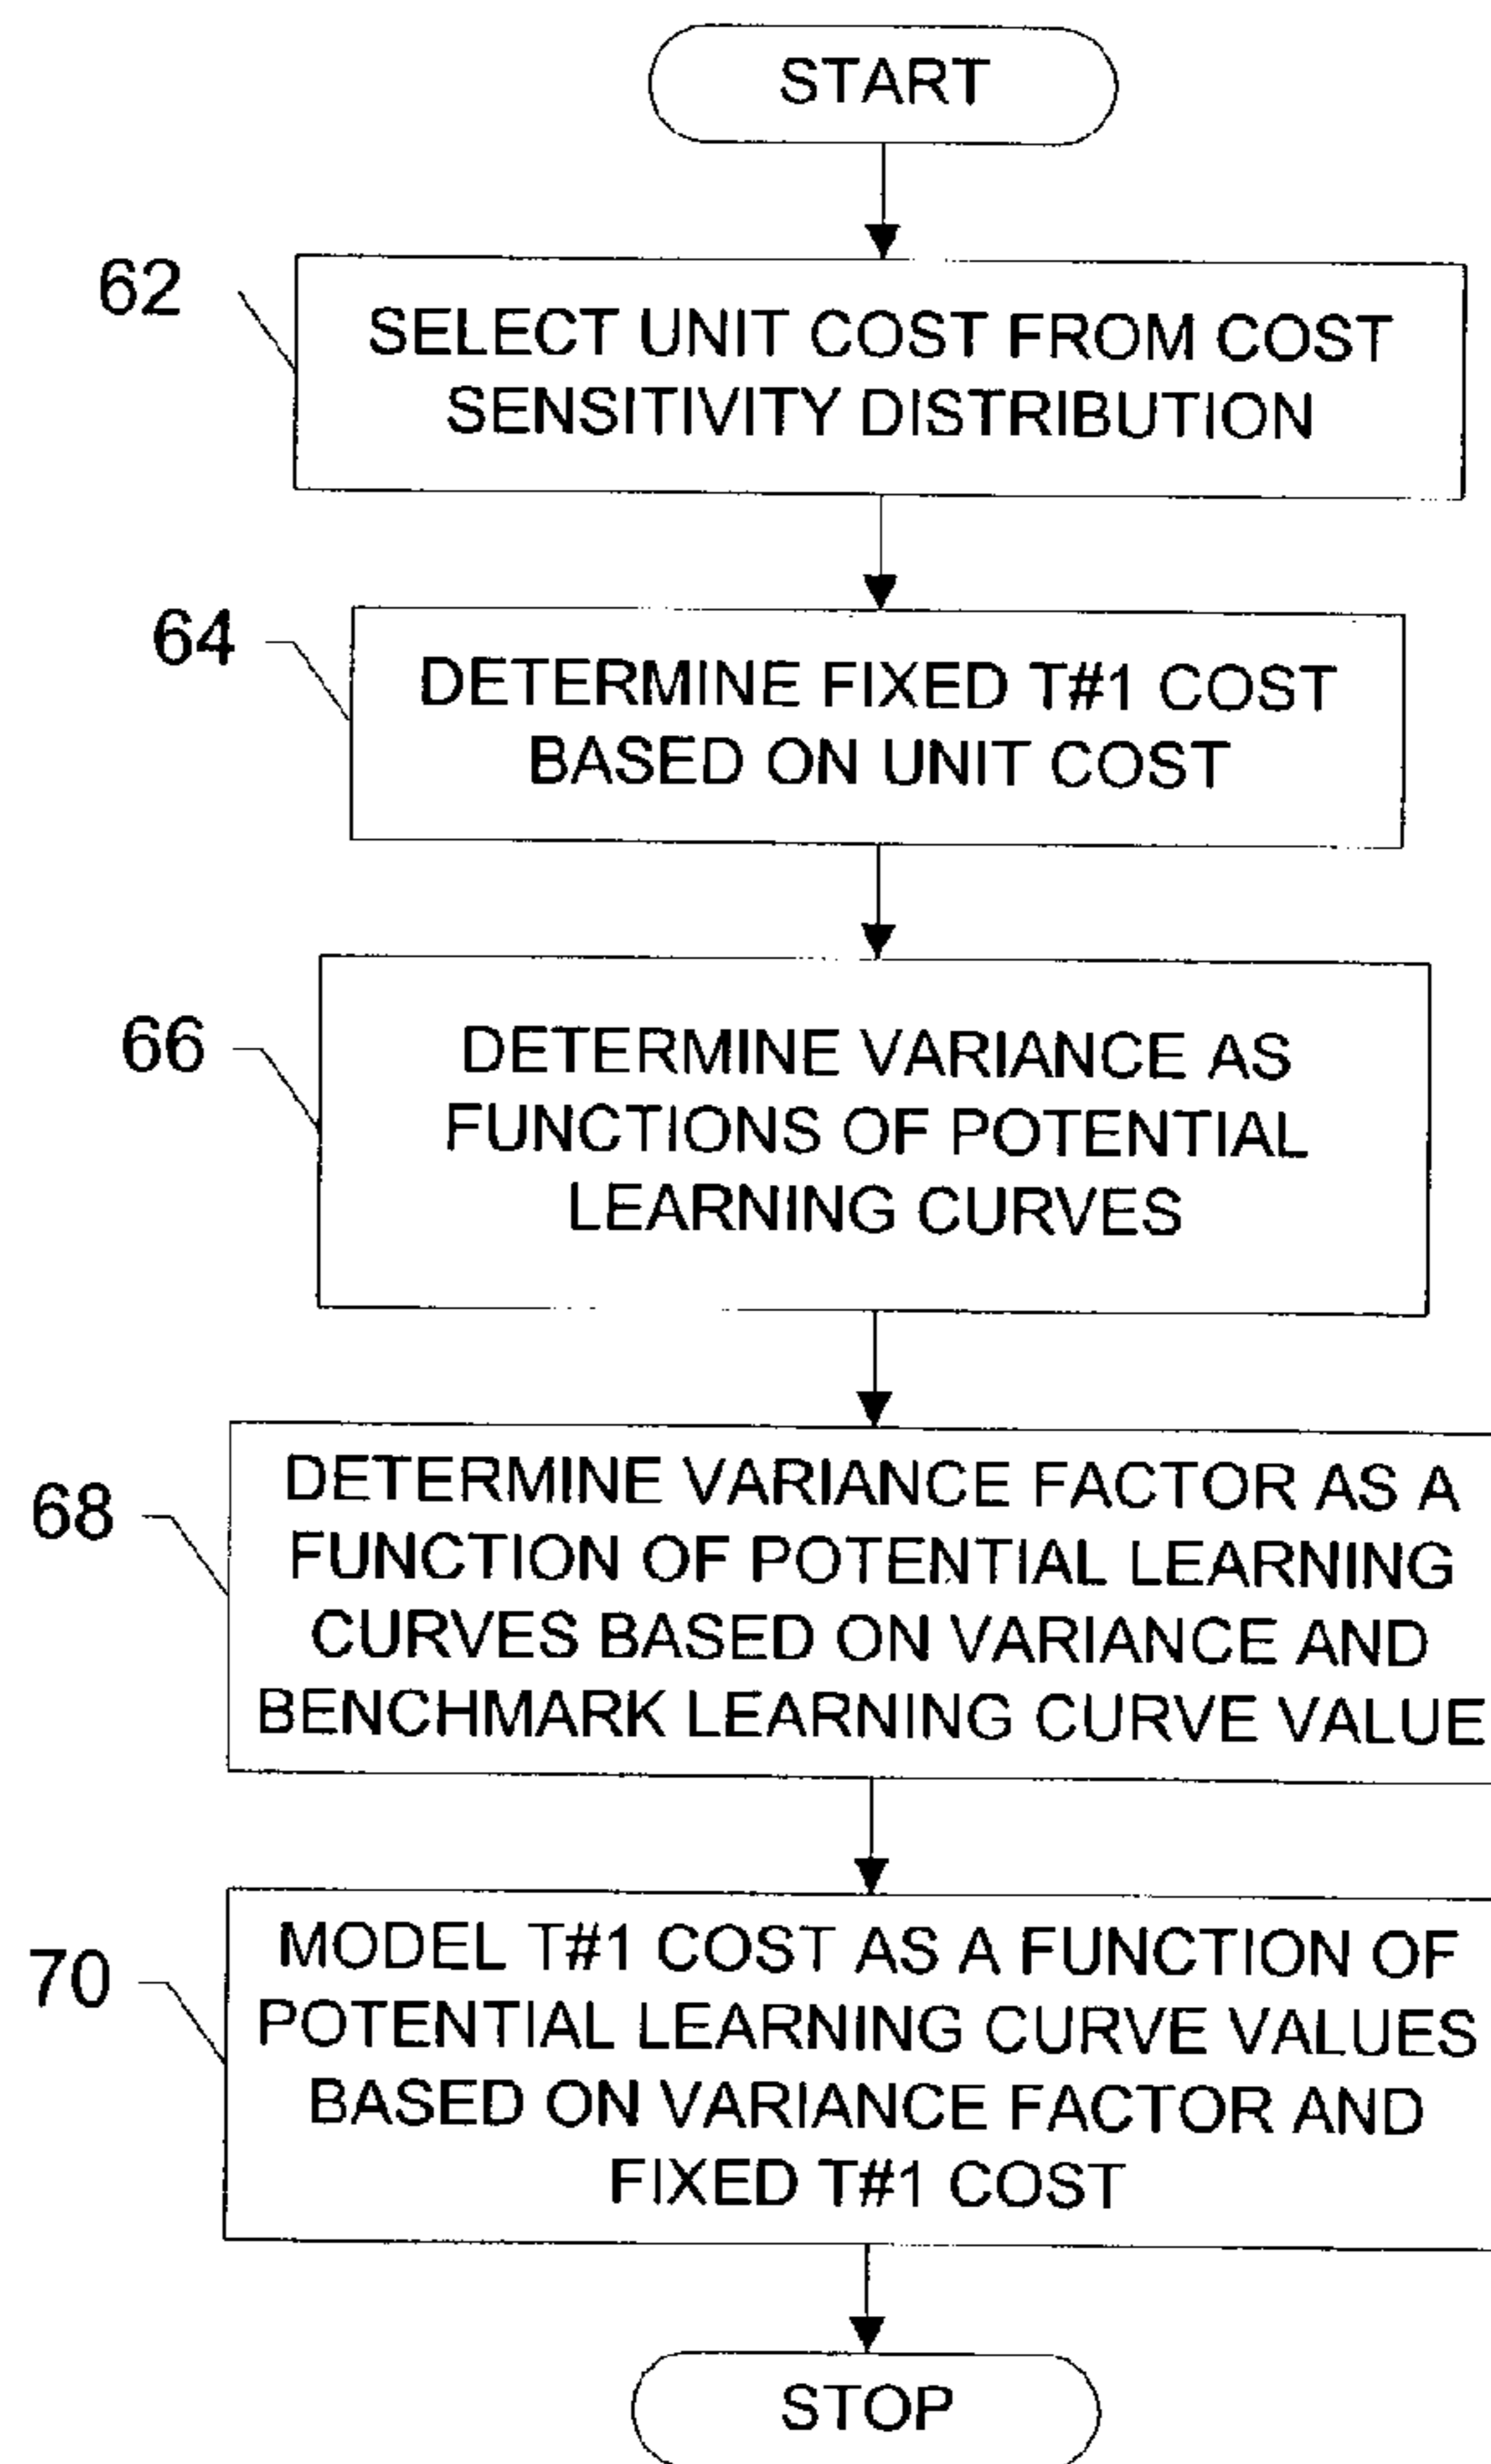 START
62
SELECT UNIT COST FROM COST
SENSITIVITY DISTRIBUTION
64
DETERMINE FIXED T#1 COST
BASED ON UNIT COST
66
DETERMINE VARIANCE AS
FUNCTIONS OF POTENTIAL
LEARNING CURVES
68
DETERMINE VARIANCE FACTOR AS A
FUNCTION OF POTENTIAL LEARNING
CURVES BASED ON VARIANCE AND
BENCHMARK LEARNING CURVE VALUE
70
MODEL T#1 COST AS A FUNCTION OF
POTENTIAL LEARNING CURVE VALUES
BASED ON VARIANCE FACTOR AND
FIXED T#1 COST
STOP